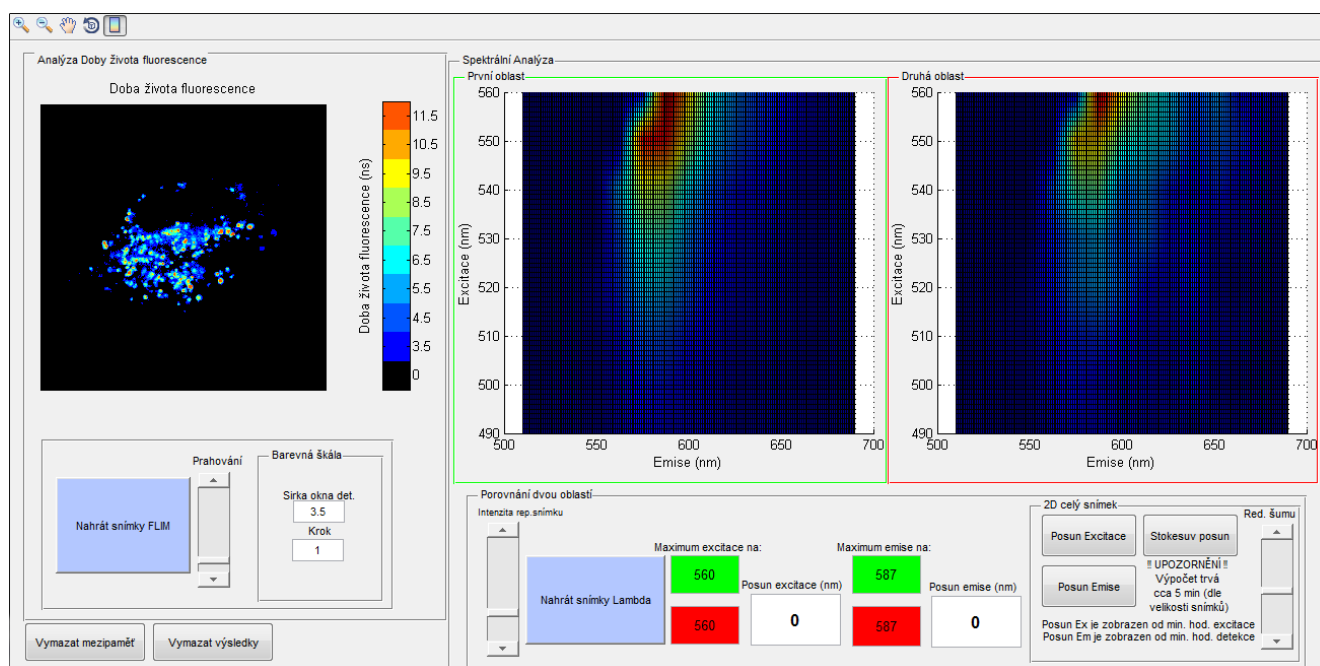 Analýza Doby života fluorescence
Doba života fluorescence
11.5
10.5
9.5
8.5
7.5
6.5
5.5
4.5
3.5
0
Doba života fluorescence (ns)
Prahování
Nahrát snímky FLIM
Barevná škála
Sirka okna det.
3.5
Krok
1
Vymazat mezipaměť
Vymazat výsledky
Spektrální Analýza
První oblast
560
550
540
530
520
510
500
490
Excitace (nm)
500
550
600
650
700
Emise (nm)
Druhá oblast
560
550
540
530
520
510
500
490
Excitace (nm)
500
550
600
650
700
Emise (nm)
Porovnání dvou oblastí
Intenzita rep.snímku
Nahrát snímky Lambda
Maximum excitace na:
560
560
Posun excitace (nm)
0
Maximum emise na:
587
587
Posun emise (nm)
0
2D celý snímek
Posun Excitace
Stokesuv posun
Posun Emise
!! UPOZORNĚNÍ !!
Výpočet trvá
cca 5 min (dle
velikosti snímků)
Posun Ex je zobrazen od min. hod. excitace
Posun Em je zobrazen od min. hod. detekce
Red. šumu